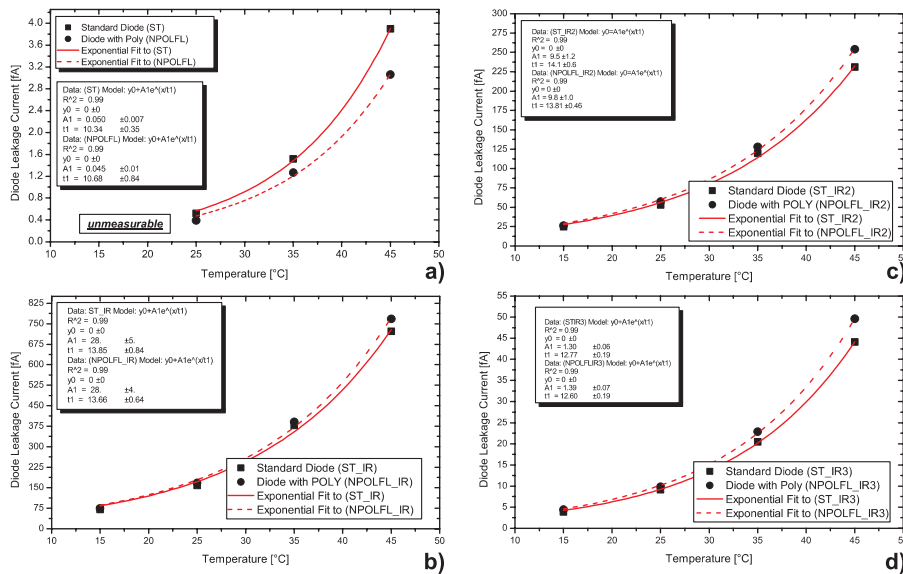 Standard Diode (ST)
Diode with Poly (NPOLFL)
Exponential Fit to (ST)
Exponential Fit to (NPOLFL)
Data: (ST) Model: y0+A1e^(x/t1)
R^2 = 0.99
y0 = 0 ±0
A1 = 0.050 ±0.007
t1 = 10.34 ±0.35
Data: (NPOLFL) Model: y0+A1e^(x/t1)
R^2 = 0.99
y0 = 0 ±0
A1 = 0.045 ±0.01
t1 = 10.68 ±0.84
unmeasurable
Diode Leakage Current [fA]
4.0
3.6
3.2
2.8
2.4
2.0
1.6
1.2
0.8
0.4
0.0
10 15 20 25 30 35 40 45 50
Temperature [°C]
a)
Data: (ST_IR2) Model: y0=A1e^(x/t1)
R^2 = 0.99
y0= 0 ±0
A1 = 9.5 ±1.2
t1 = 14.1 ±0.6
Data: (NPOLFL_IR2) Model: y0=A1e^(x/t1)
R^2 = 0.99
y0 = 0 ±0
A1 = 9.8 ±1.0
t1 = 13.81 ±0.46
Standard Diode (ST_IR2)
Diode with POLY (NPOLFL_IR2)
Exponential Fit to (ST_IR2)
Exponential Fit to (NPOLFL_IR2)
Diode Leakage Current [fA]
300
275
250
225
200
175
150
125
100
75
50
25
0
10 15 20 25 30 35 40 45 50
Temperature [°C]
c)
Data: ST_IR Model: y0+A1e^(x/t1)
R^2 = 0.99
y0 = 0 ±0
A1 = 28. ±5.
t1 = 13.85 ±0.84
Data: (NPOLFL_IR) Model: y0+A1e^(x/t1)
R^2 = 0.99
y0 = 0 ±0
A1 = 28. ±4.
t1 = 13.66 ±0.64
Standard Diode (ST_IR)
Diode with POLY (NPOLFL_IR)
Exponential Fit to (ST_IR)
Exponential Fit to (NPOLFL_IR)
Diode Leakage Current [fA]
825
750
675
600
525
450
375
300
225
150
75
0
10 15 20 25 30 35 40 45 50
Temperature [°C]
b)
Data: (STIR3) Model: y0+A1e^(x/t1)
R^2 = 0.99
y0 = 0 ±0
A1 = 1.30 ±0.06
t1 = 12.77 ±0.19
Data: (NPOLFLIR3) Model: y0+A1e^(x/t1)
R^2 = 0.99
y0 = 0 ±0
A1 = 1.39 ±0.07
t1 = 12.60 ±0.19
Standard Diode (ST_IR3)
Diode with Poly (NPOLFL_IR3)
Exponential Fit to (ST_IR3)
Exponential Fit to (NPOLFL_IR3)
Diode Leakage Current [fA]
55
50
45
40
35
30
25
20
15
10
5
0
10 15 20 25 30 35 40 45 50
Temperature [°C]
d)